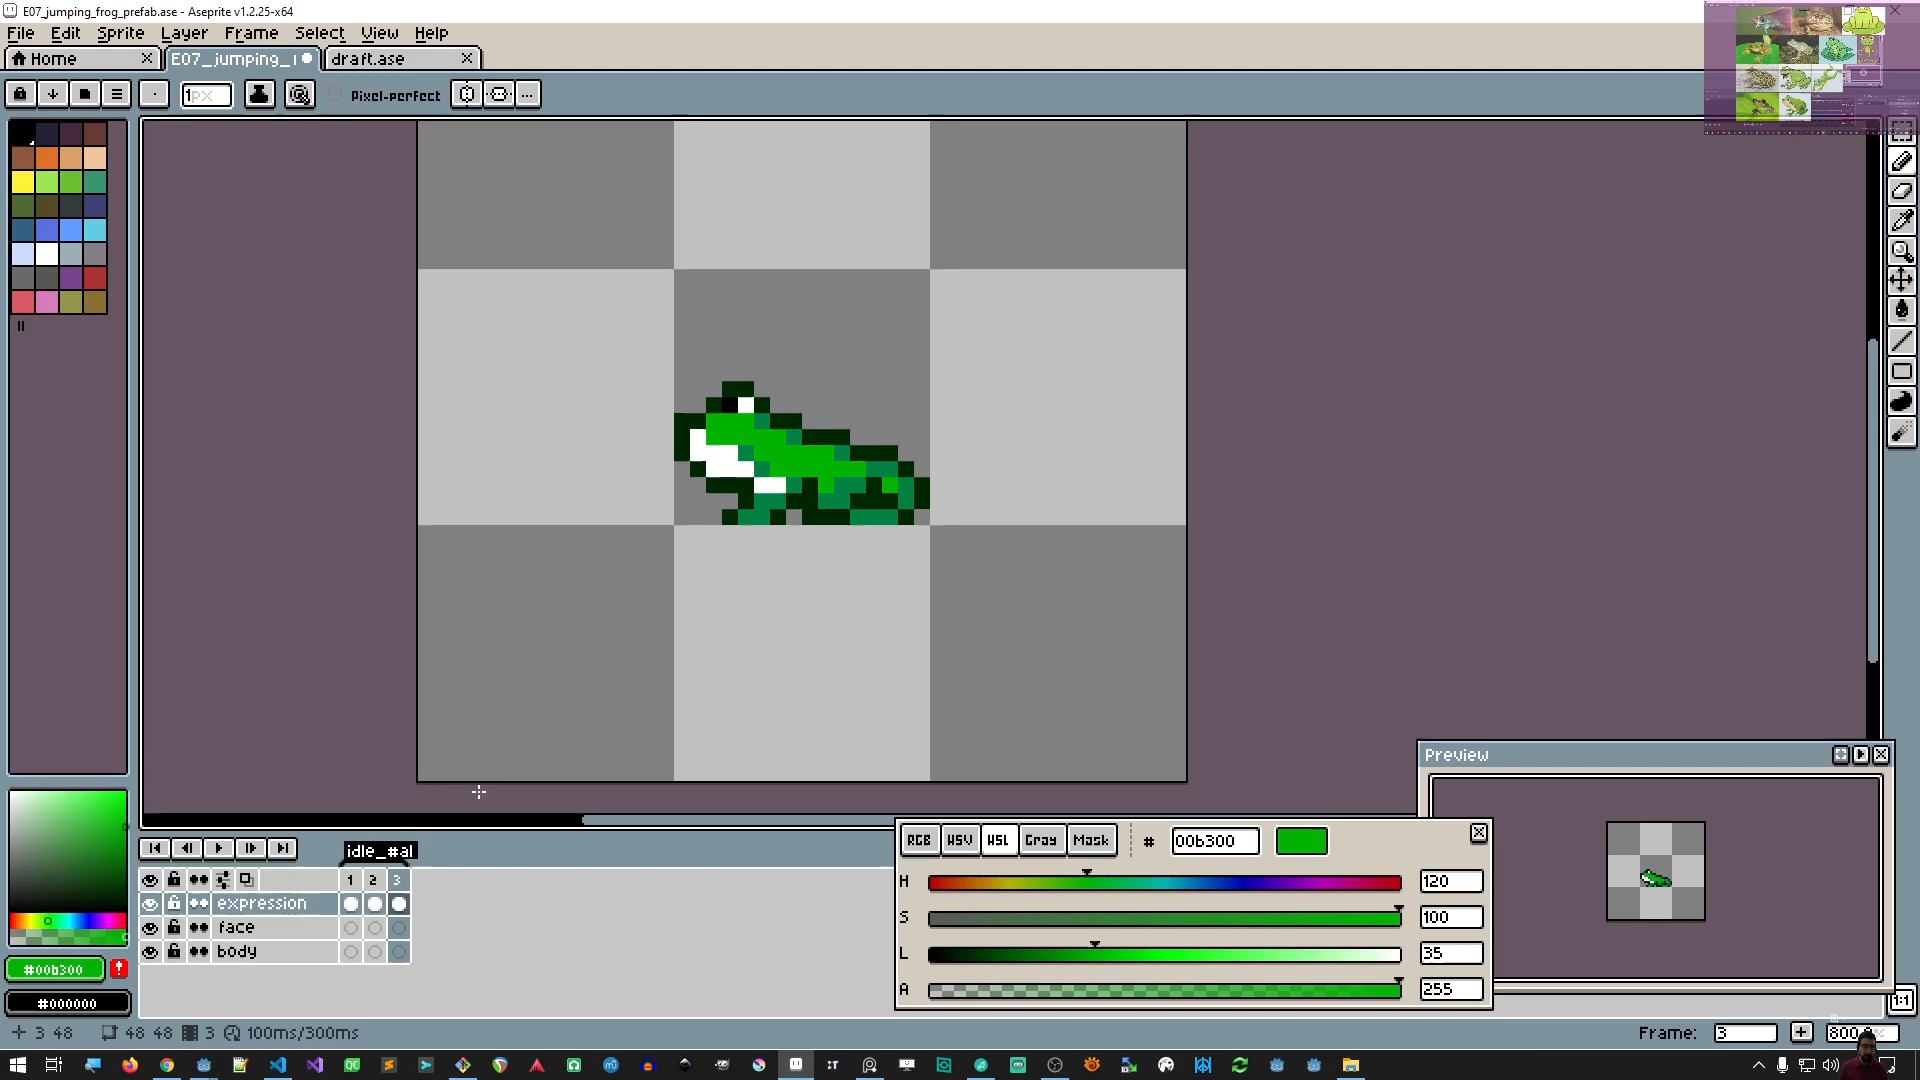 E07_jumping_frog_prefab.ase - Aseprite v1.2.25-x64
File Edit Sprite Layer Frame Select View Help
Home
E07_jumping_
draft.ase
1px
Pixel-perfect
Preview
idle_#al
RGB HSV HSL Gray Mask # 00b300
1 2 3
H 120
expression
S 100
face
body
L 35
#00b300
A 255
#000000
1:1
3 48 48 48 3 100ms/300ms
Frame: 3